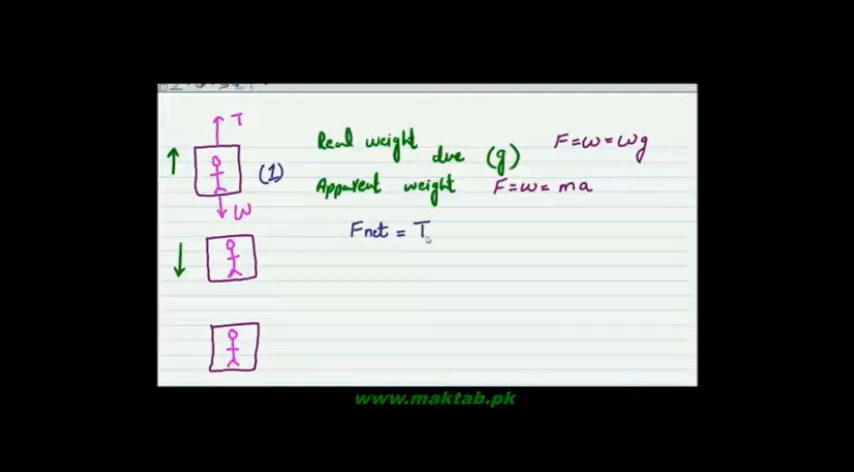 T
Real weight due (g) F=w=wg
(1)
Apparent weight F=w=ma
W
Fnet = T
www.maktab.pk